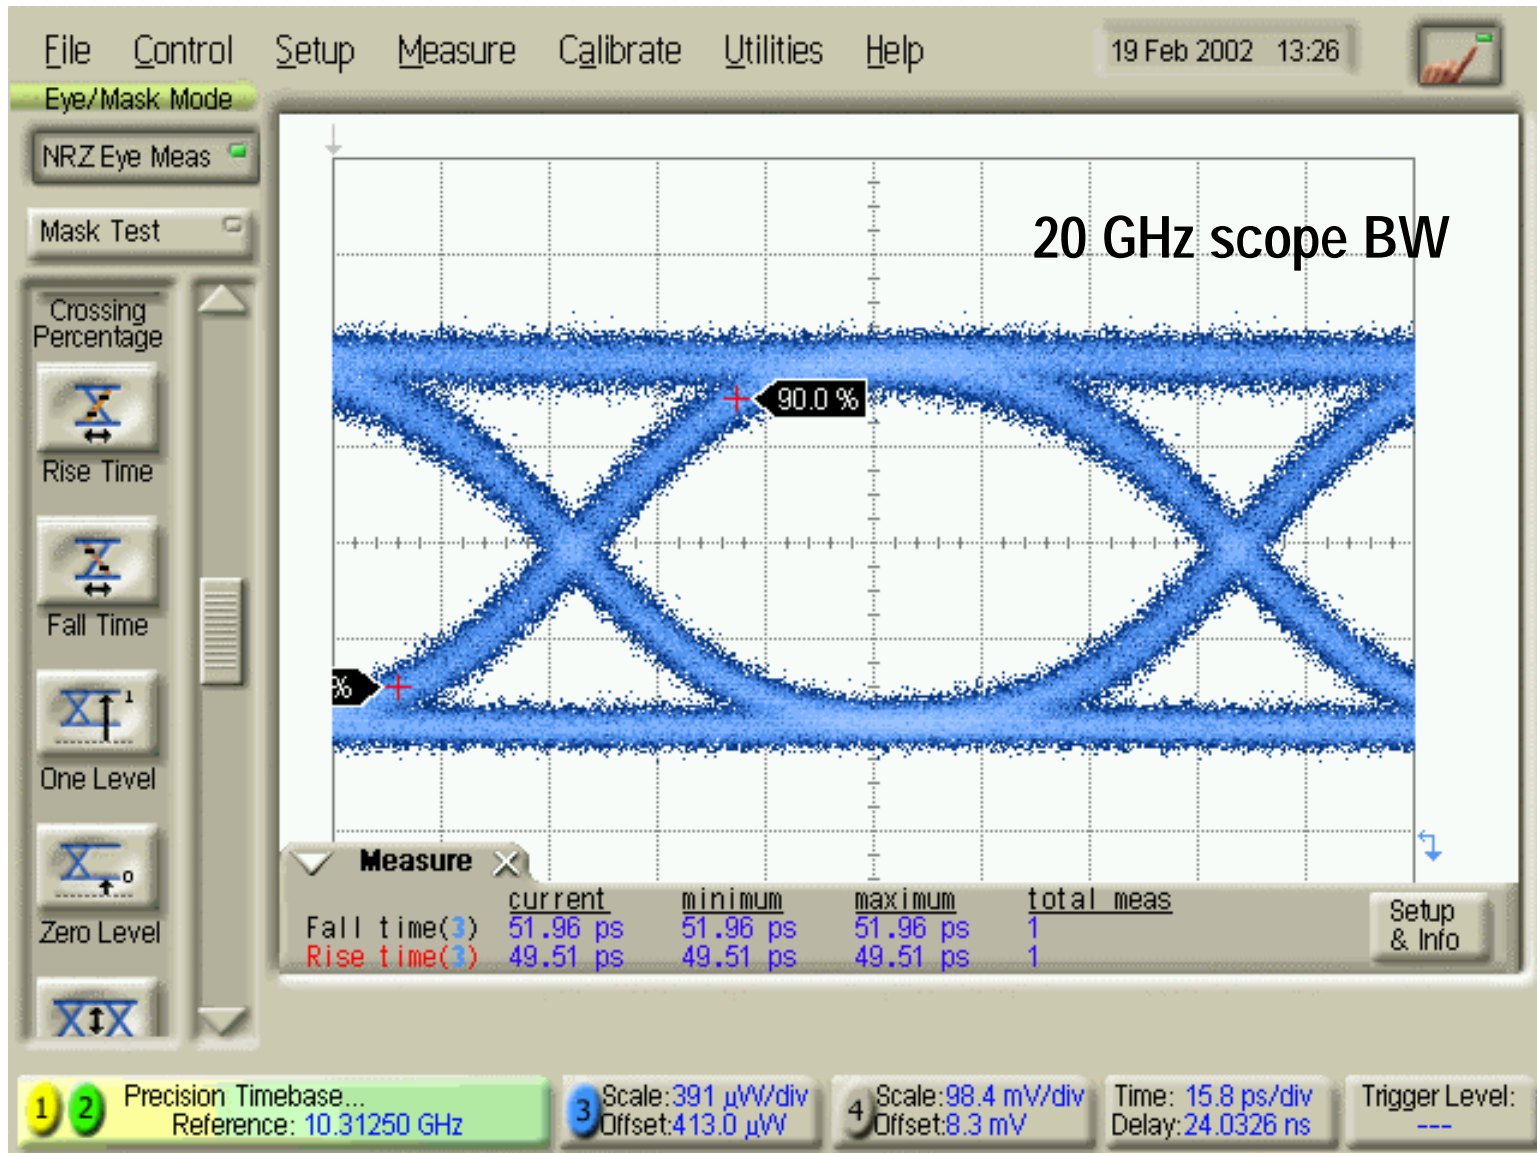 File Control Setup Measure Calibrate Utilities Help 19 Feb 2002 13:26
Eye/Mask Mode
NRZ Eye Meas
Mask Test
Crossing
Percentage
Rise Time
Fall Time
1
One Level
0
Zero Level
20 GHz scope BW
90.0 %
%
Measure
current minimum maximum total meas
Fall time(3) 51.96 ps 51.96 ps 51.96 ps 1
Rise time(3) 49.51 ps 49.51 ps 49.51 ps 1
Setup
& Info
1 2 Precision Timebase...
Reference: 10.31250 GHz
3 Scale:391 µW/div
Offset:413.0 µW
4 Scale:98.4 mV/div
Offset:8.3 mV
Time: 15.8 ps/div
Delay:24.0326 ns
Trigger Level:
---